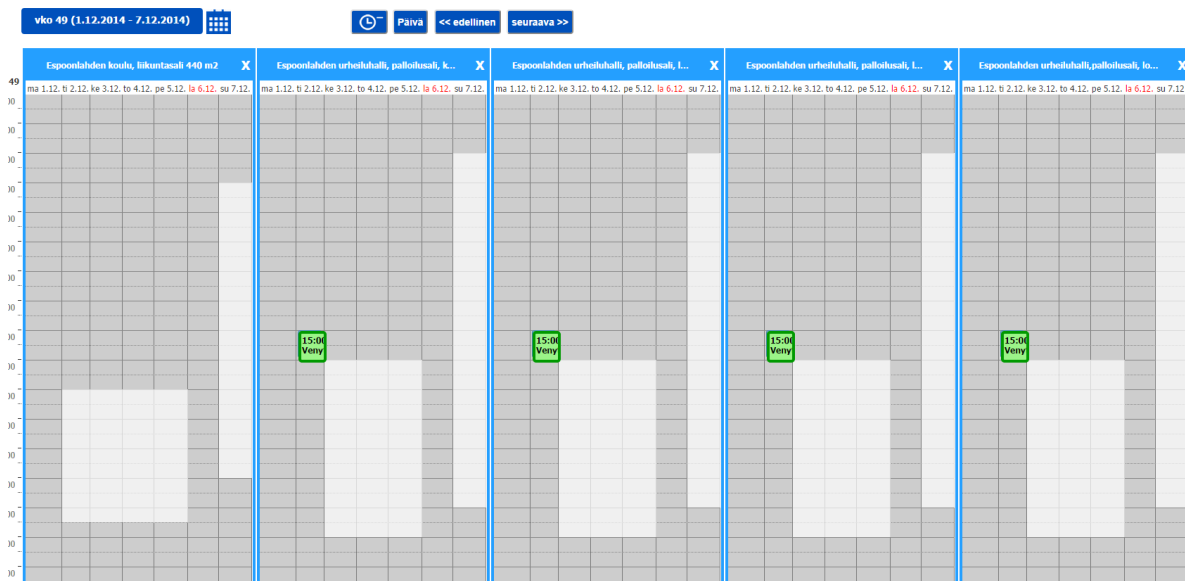 vko 49 (1.12.2014 - 7.12.2014)
Päivä
<< edellinen
seuraava >>
Espoonlahden koulu, liikuntasali 440 m2 X
Espoonlahden urheiluhalli, palloilusali, k... X
Espoonlahden urheiluhalli, palloilusali, l... X
Espoonlahden urheiluhalli, palloilusali, l... X
Espoonlahden urheiluhalli,palloilusali, lo... X
49
ma 1.12. ti 2.12. ke 3.12. to 4.12. pe 5.12. la 6.12. su 7.12.
ma 1.12. ti 2.12. ke 3.12. to 4.12. pe 5.12. la 6.12. su 7.12.
ma 1.12. ti 2.12. ke 3.12. to 4.12. pe 5.12. la 6.12. su 7.12.
ma 1.12. ti 2.12. ke 3.12. to 4.12. pe 5.12. la 6.12. su 7.12.
ma 1.12. ti 2.12. ke 3.12. to 4.12. pe 5.12. la 6.12. su 7.12
15:00
Veny
15:00
Veny
15:00
Veny
15:00
Veny